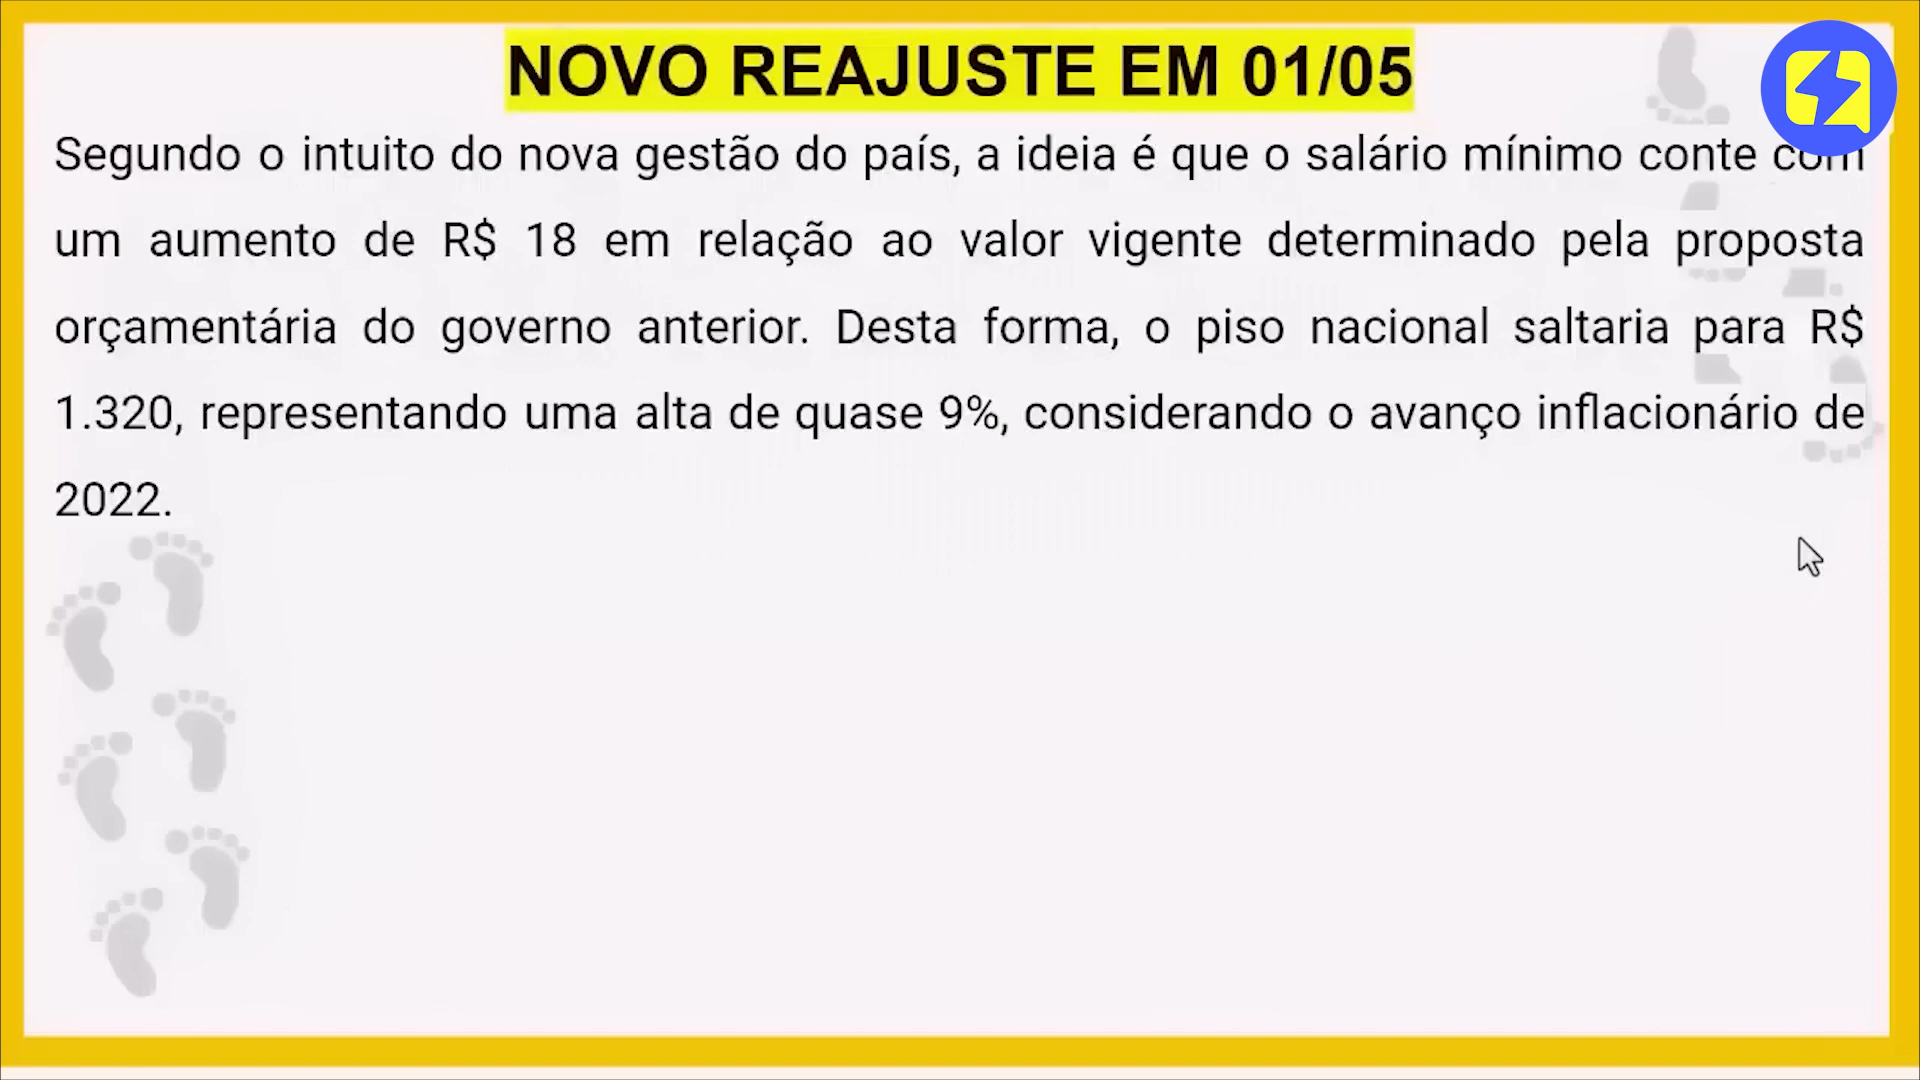 NOVO REAJUSTE EM 01/05
Segundo o intuito do nova gestão do país, a ideia é que o salário mínimo conte com
um aumento de R$ 18 em relação ao valor vigente determinado pela proposta
orçamentária do governo anterior. Desta forma, o piso nacional saltaria para R$
1.320, representando uma alta de quase 9%, considerando o avanço inflacionário de
2022.